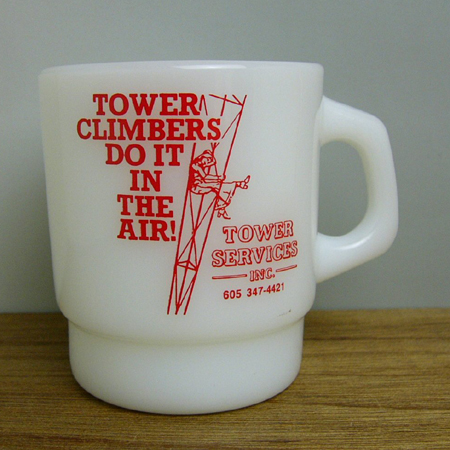 TOWER
CLIMBERS
DO IT
IN
THE
AIR!
TOWER
SERVICES
INC.
605 347-4421